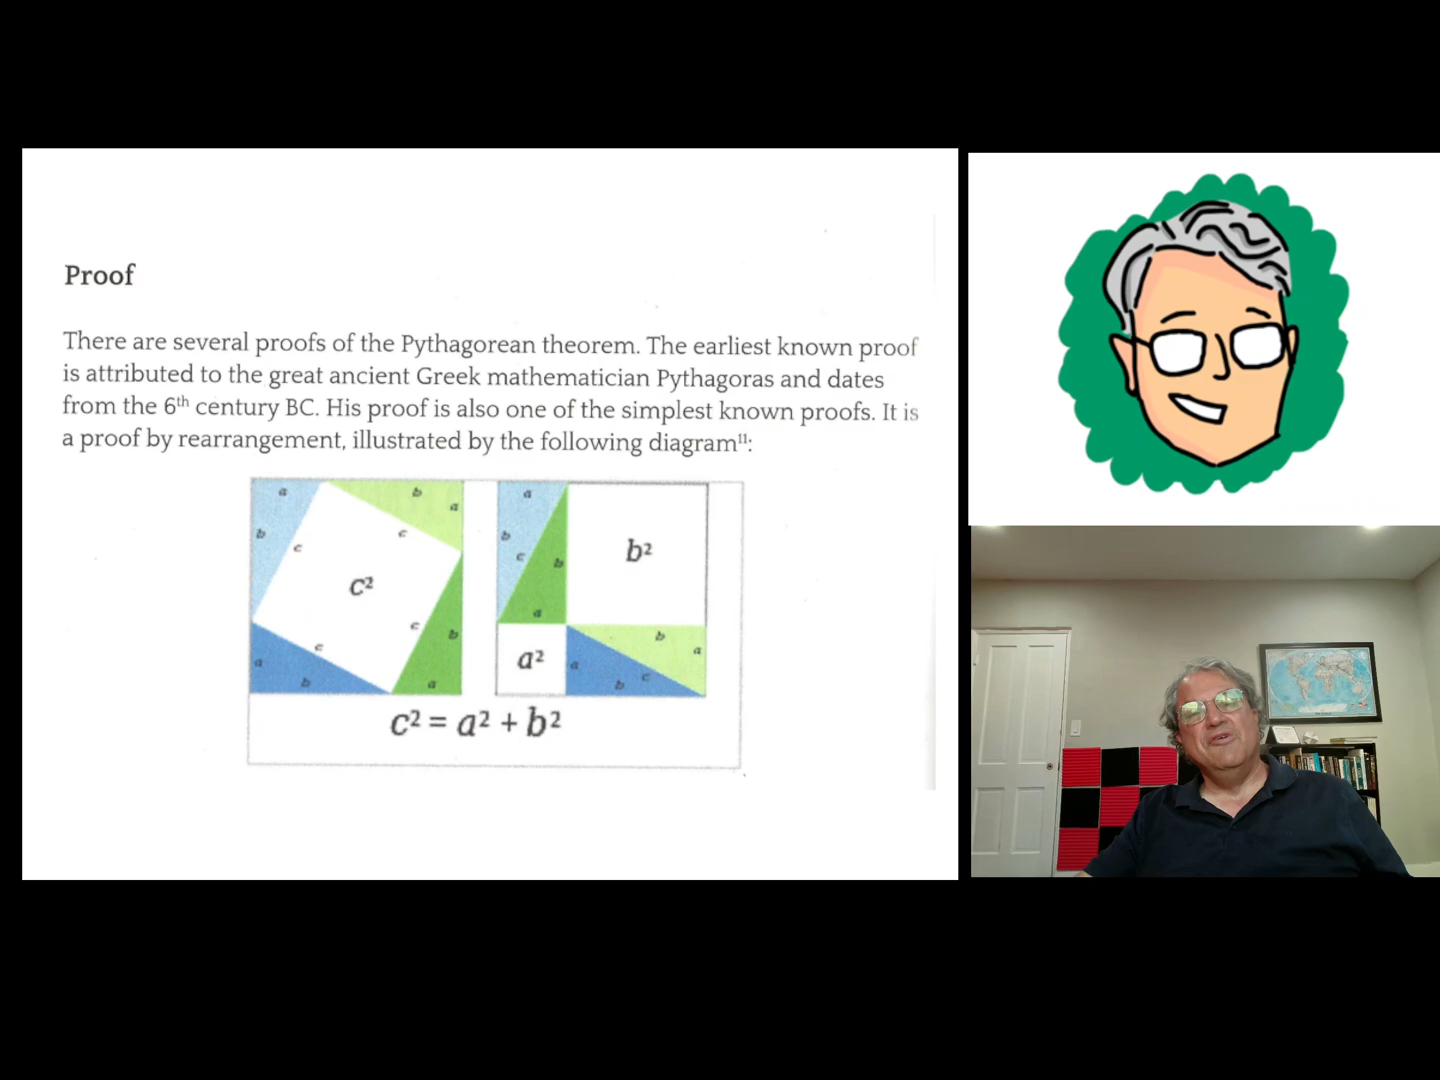 Proof
There are several proofs of the Pythagorean theorem. The earliest known proof
is attributed to the great ancient Greek mathematician Pythagoras and dates
from the 6th century BC. His proof is also one of the simplest known proofs. It is
a proof by rearrangement, illustrated by the following diagram¹¹:
a
b
a
b
c
c
c²
c
c
a
b
b
a
a
b
c
b
a
b²
a²
b
a
a
c
b
c² = a² + b²